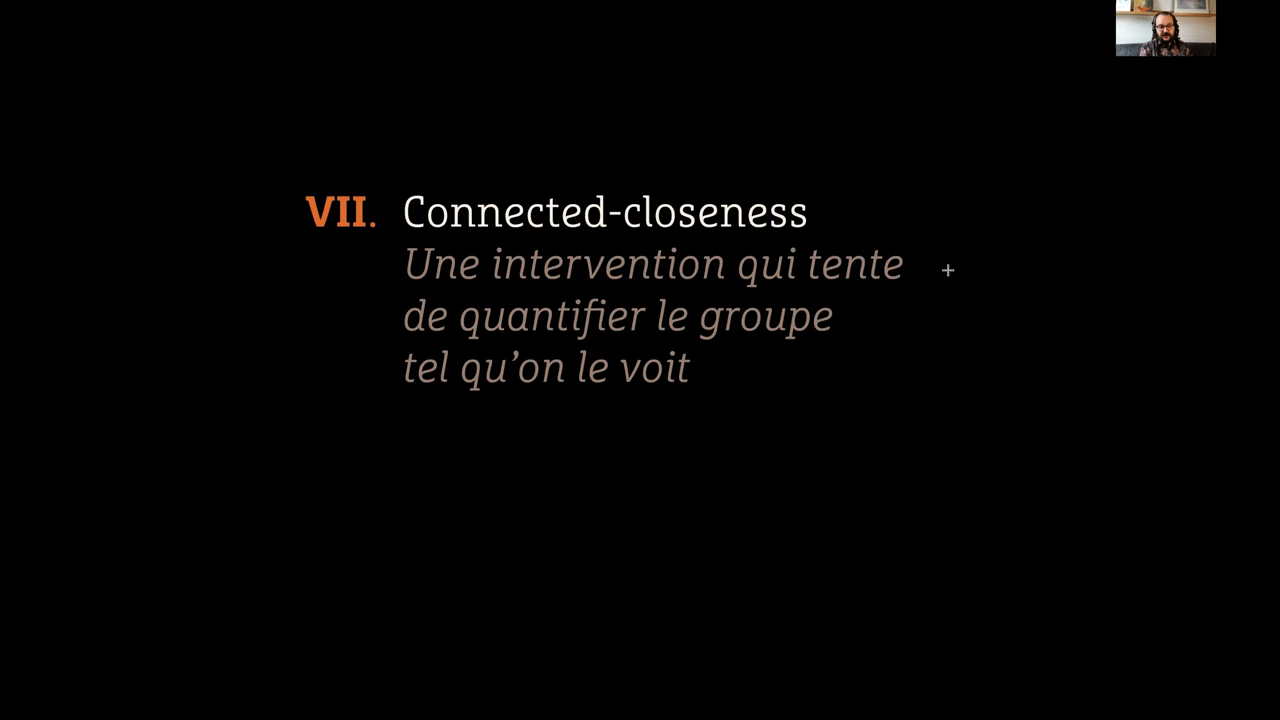 VII. Connected-closeness
Une intervention qui tente
de quantifier le groupe
tel qu’on le voit